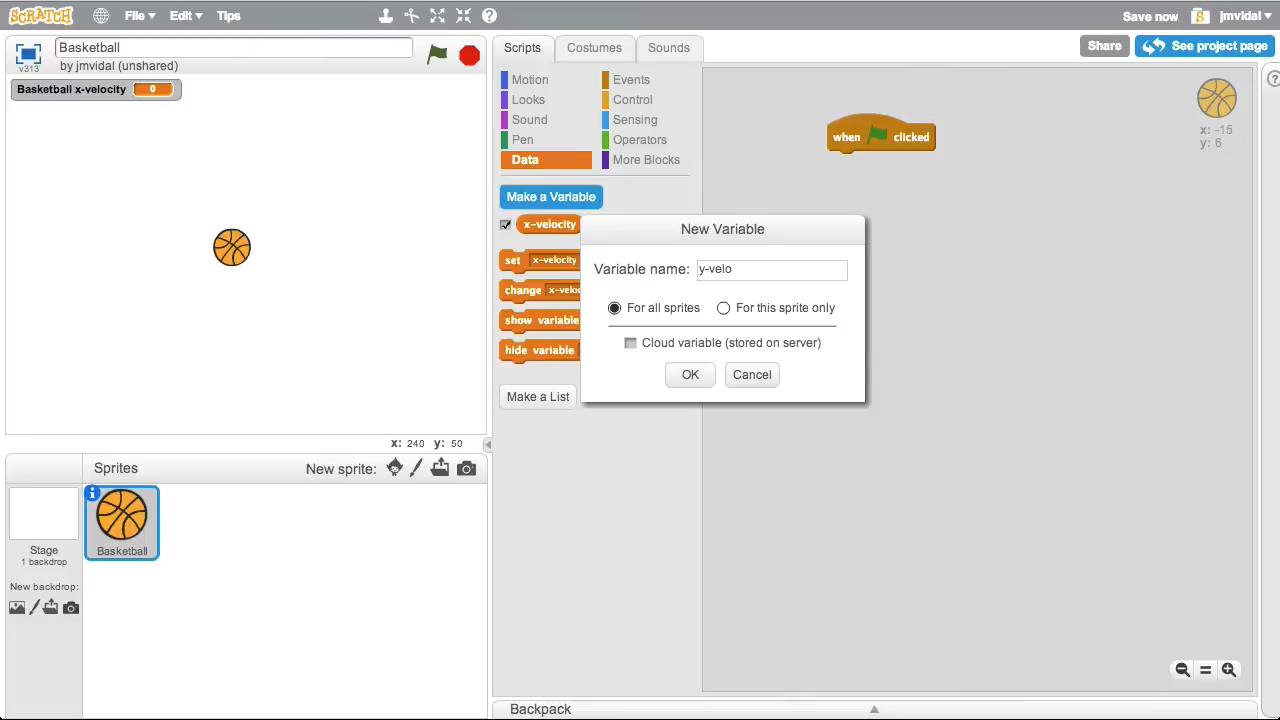 SCRATCH File Edit Tips Save now jmvidal
Basketball
by jmvidal (unshared)
v313
Scripts Costumes Sounds
Share See project page
Basketball x-velocity 0
Motion Events
Looks Control
Sound Sensing
Pen Operators
Data More Blocks
Make a Variable
x-velocity
set x-velocity
change x-veloc
show variable
hide variable
Make a List
when clicked
x: -15
y: 6
New Variable
Variable name: y-velo
For all sprites For this sprite only
Cloud variable (stored on server)
OK Cancel
x: 240 y: 50
Sprites New sprite:
Stage
1 backdrop
New backdrop:
Basketball
Backpack